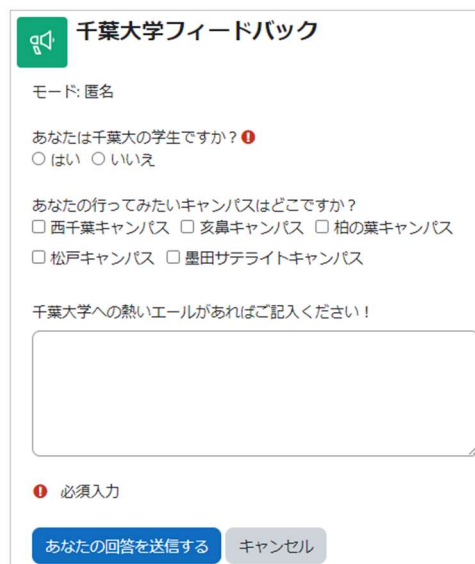 千葉大学フィードバック
モード: 匿名
あなたは千葉大の学生ですか？
はい いいえ
あなたの行ってみたいキャンパスはどこですか？
西千葉キャンパス 亥鼻キャンパス 柏の葉キャンパス
松戸キャンパス 墨田サテライトキャンパス
千葉大学への熱いエールがあればご記入ください！
必須入力
あなたの回答を送信する キャンセル